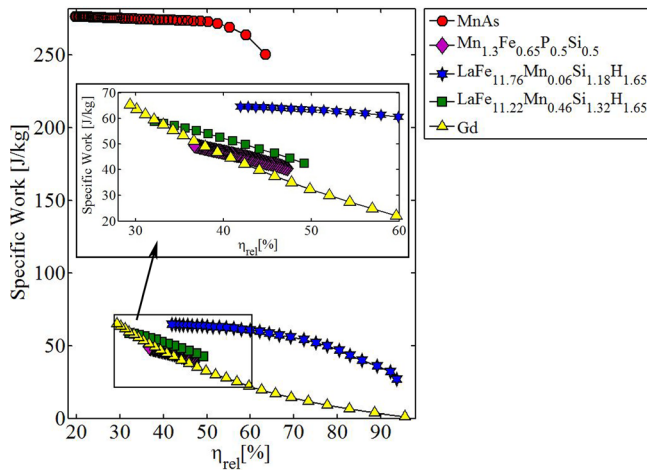 MnAs
Mn1.3Fe0.65P0.5Si0.5
LaFe11.76Mn0.06Si1.18H1.65
LaFe11.22Mn0.46Si1.32H1.65
Gd
Specific Work [J/kg]
250
200
150
100
50
0
20 30 40 50 60 70 80 90
ηrel[%]
Specific Work [J/kg]
70
60
50
40
30
20
30 40 50 60
ηrel[%]